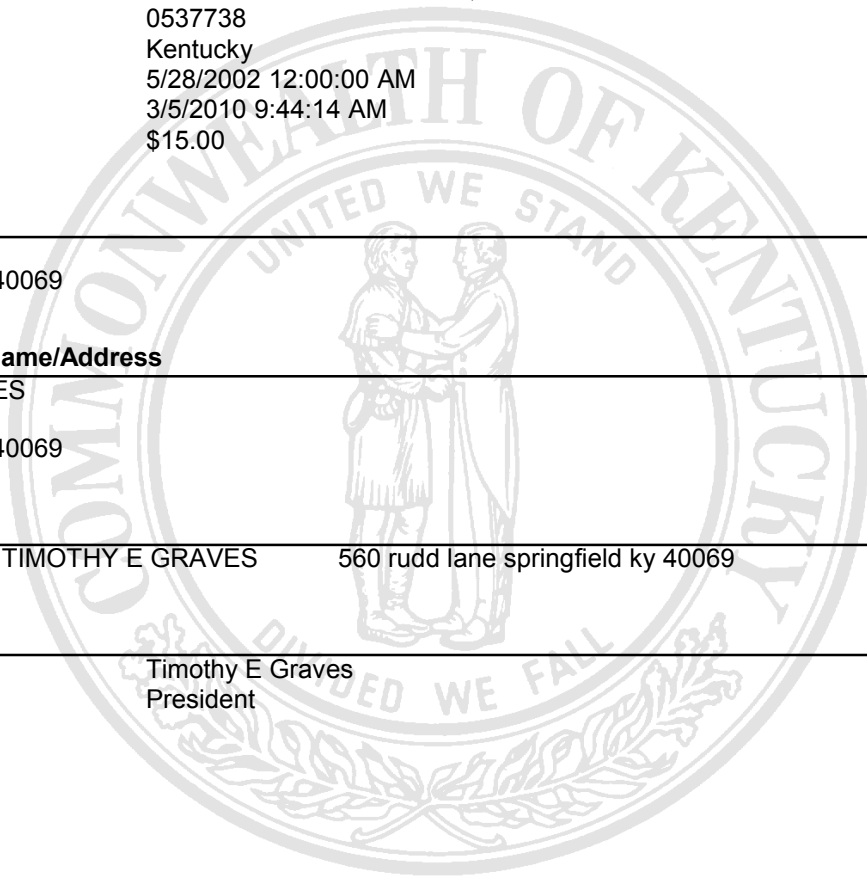 0537738
Kentucky
5/28/2002 12:00:00 AM
3/5/2010 9:44:14 AM
$15.00
40069
ame/Address
ES
40069
TIMOTHY E GRAVES 560 rudd lane springfield ky 40069
Timothy E Graves
President
COMMONWEALTH OF KENTUCKY
UNITED WE STAND
DIVIDED WE FALL